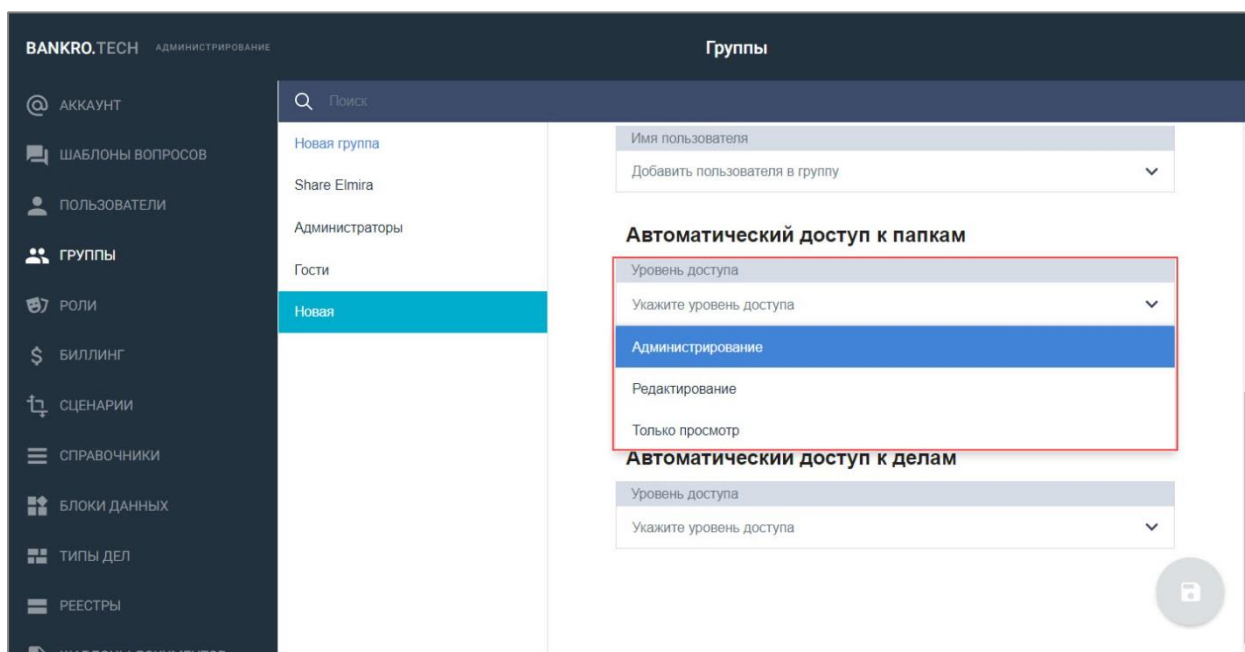 BANKRO.TECH АДМИНИСТРИРОВАНИЕ
Группы
АККАУНТ
ШАБЛОНЫ ВОПРОСОВ
ПОЛЬЗОВАТЕЛИ
ГРУППЫ
РОЛИ
БИЛЛИНГ
СЦЕНАРИИ
СПРАВОЧНИКИ
БЛОКИ ДАННЫХ
ТИПЫ ДЕЛ
РЕЕСТРЫ
Поиск
Новая группа
Share Elmira
Администраторы
Гости
Новая
Имя пользователя
Добавить пользователя в группу
Автоматический доступ к папкам
Уровень доступа
Укажите уровень доступа
Администрирование
Редактирование
Только просмотр
Автоматический доступ к делам
Уровень доступа
Укажите уровень доступа